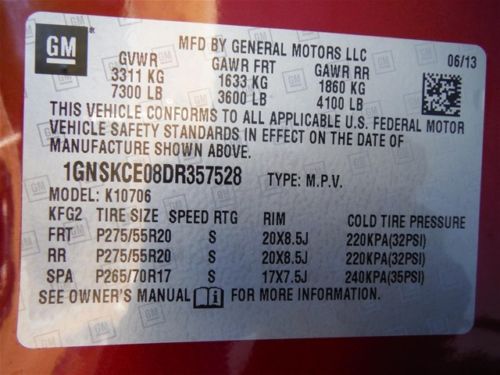 GM
MFD BY GENERAL MOTORS LLC
GVWR GAWR FRT GAWR RR 06/13
3311 KG 1633 KG 1860 KG
7300 LB 3600 LB 4100 LB
THIS VEHICLE CONFORMS TO ALL APPLICABLE U.S. FEDERAL MOTOR
VEHICLE SAFETY STANDARDS IN EFFECT ON THE DATE OF
MANUFACTURE SHOWN ABOVE.
1GNSKCE08DR357528 TYPE: M.P.V.
MODEL: K10706
KFG2 TIRE SIZE SPEED RTG RIM COLD TIRE PRESSURE
FRT P275/55R20 S 20X8.5J 220KPA(32PSI)
RR P275/55R20 S 20X8.5J 220KPA(32PSI)
SPA P265/70R17 S 17X7.5J 240KPA(35PSI)
SEE OWNER'S MANUAL FOR MORE INFORMATION.